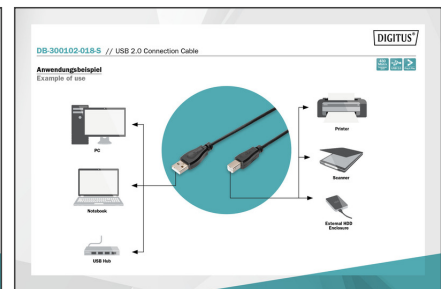 DIGITUS®
DB-300102-018-S // USB 2.0 Connection Cable
Anwendungsbeispiel
Example of use
PC
Notebook
USB Hub
Printer
Scanner
External HDD
Enclosure